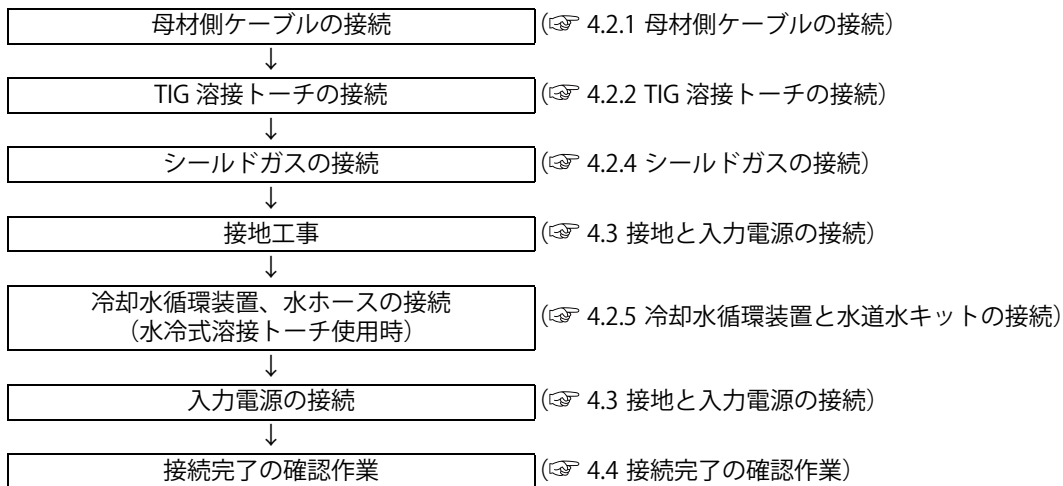 母材側ケーブルの接続 (☞ 4.2.1 母材側ケーブルの接続)
↓
TIG 溶接トーチの接続 (☞ 4.2.2 TIG 溶接トーチの接続)
↓
シールドガスの接続 (☞ 4.2.4 シールドガスの接続)
↓
接地工事 (☞ 4.3 接地と入力電源の接続)
↓
冷却水循環装置、水ホースの接続
(水冷式溶接トーチ使用時) (☞ 4.2.5 冷却水循環装置と水道水キットの接続)
↓
入力電源の接続 (☞ 4.3 接地と入力電源の接続)
↓
接続完了の確認作業 (☞ 4.4 接続完了の確認作業)